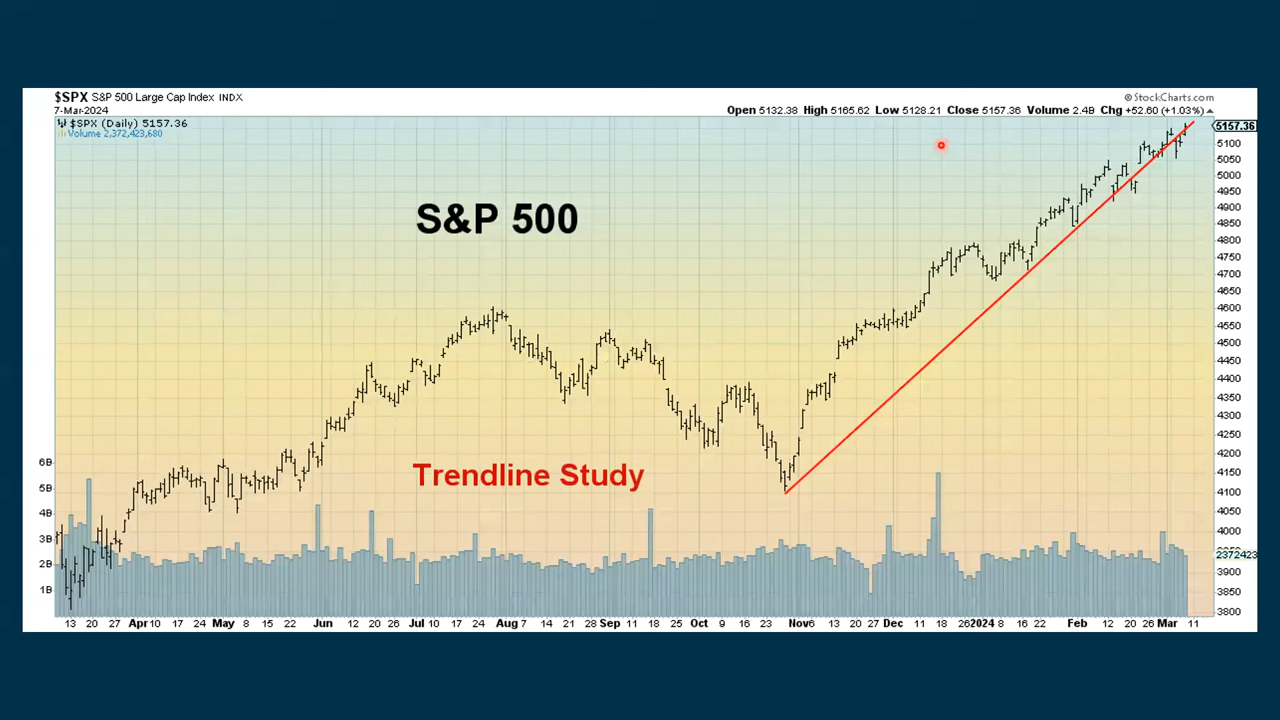 $SPX S&P 500 Large Cap Index INDX
© StockCharts.com
7-Mar-2024
Open 5132.38 High 5165.62 Low 5128.21 Close 5157.36 Volume 2.4B Chg +52.60 (+1.03%)
$SPX (Daily) 5157.36
Volume 2,372,423,680
S&P 500
Trendline Study
5157.36
5100
5050
5000
4950
4900
4850
4800
4750
4700
4650
4600
4550
4500
4450
4400
4350
4300
4250
4200
4150
4100
4050
4000
2372423
3900
3850
3800
6B
5B
4B
3B
2B
1B
13 20 27 Apr 10 17 24 May 8 15 22 Jun 12 20 26 Jul 10 17 24 Aug 7 14 21 28 Sep 11 18 25 Oct 9 16 23 Nov 6 13 20 27 Dec 11 18 26 2024 8 16 22 Feb 12 20 26 Mar 11